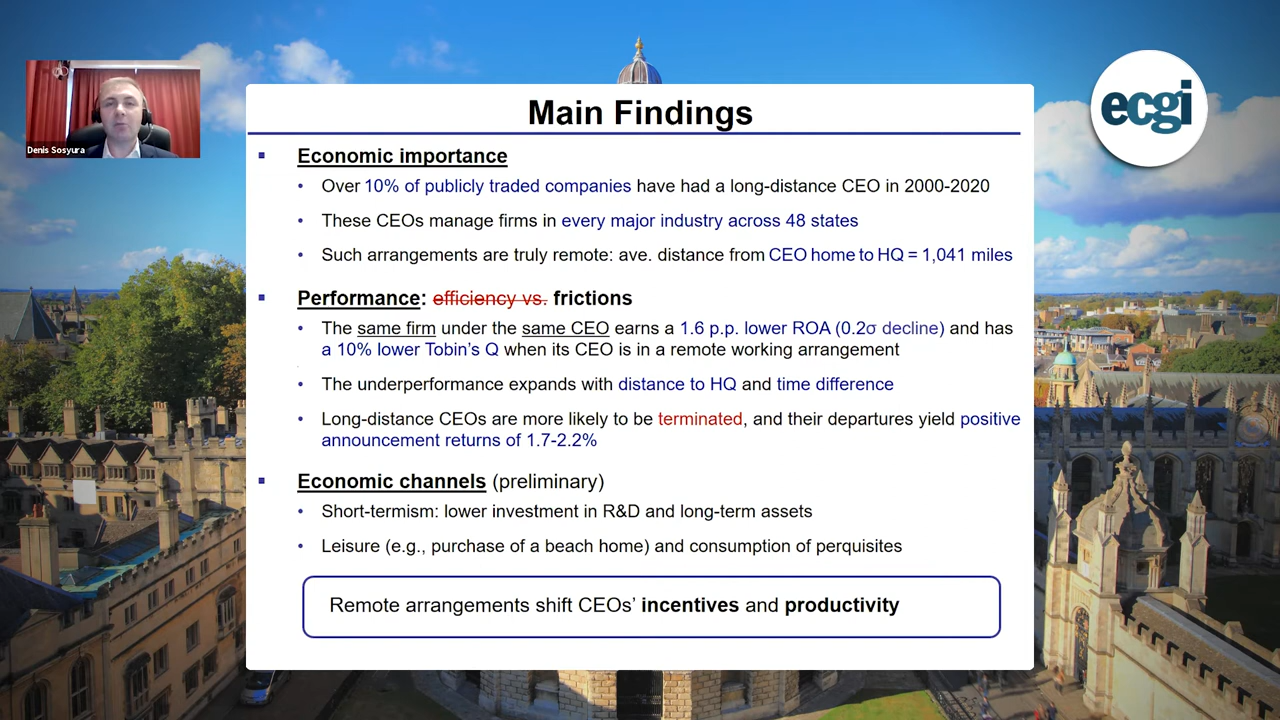 Denis Sosyura
ecgi
Main Findings
Economic importance
Over 10% of publicly traded companies have had a long-distance CEO in 2000-2020
These CEOs manage firms in every major industry across 48 states
Such arrangements are truly remote: ave. distance from CEO home to HQ = 1,041 miles
Performance: efficiency vs. frictions
The same firm under the same CEO earns a 1.6 p.p. lower ROA (0.2σ decline) and has
a 10% lower Tobin's Q when its CEO is in a remote working arrangement
The underperformance expands with distance to HQ and time difference
Long-distance CEOs are more likely to be terminated, and their departures yield positive
announcement returns of 1.7-2.2%
Economic channels (preliminary)
Short-termism: lower investment in R&D and long-term assets
Leisure (e.g., purchase of a beach home) and consumption of perquisites
Remote arrangements shift CEOs' incentives and productivity